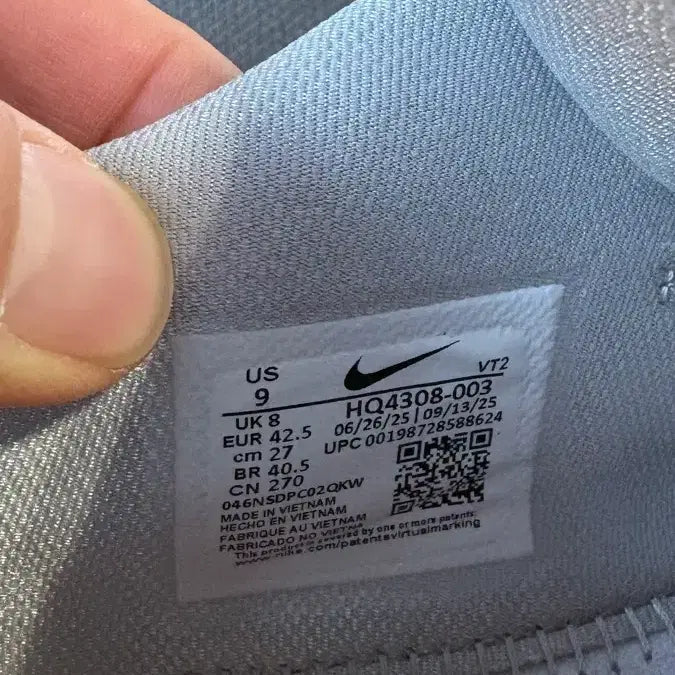 US
9
VT2
HQ4308-003
UK 8
06/26/25 | 09/13/25
EUR 42.5
UPC 00198728588624
cm 27
BR 40.5
CN 270
046NSDPC02QKW
MADE IN VIETNAM
HECHO EN VIETNAM
FABRIQUE AU VIETNAM
FABRICADO NO VIETNAM
This product is covered by one or more patents:
www.nike.com/patentsvirtualmarking